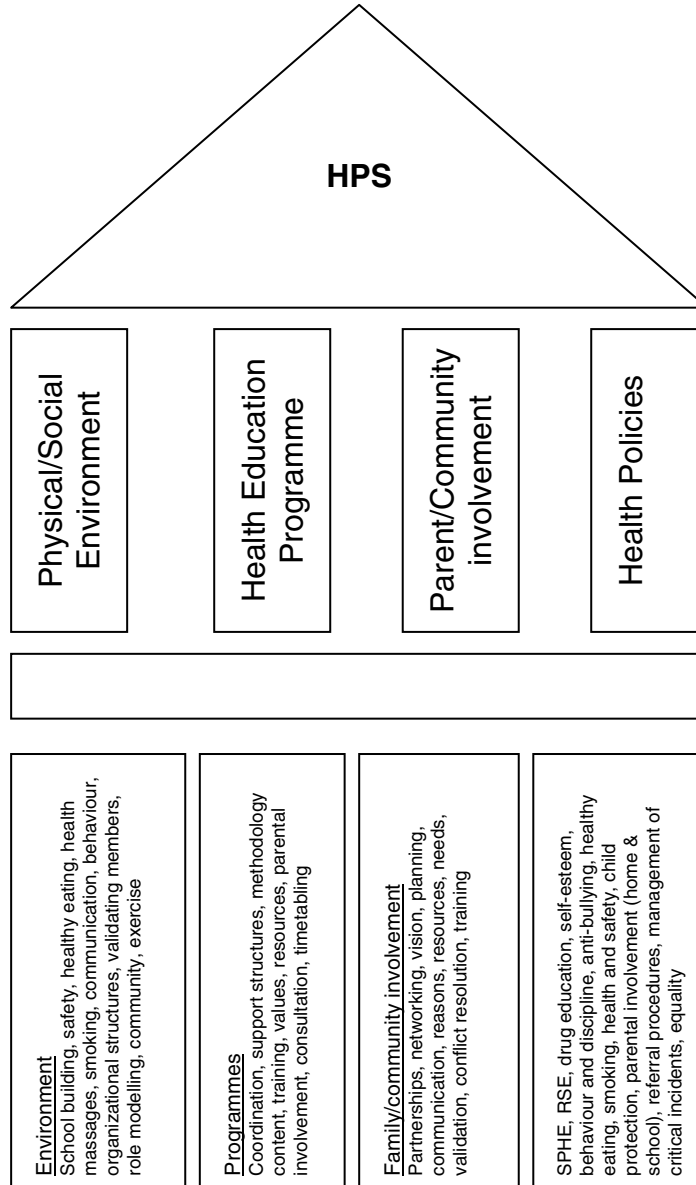 HPS
Physical/Social
Environment
Health Education
Programme
Parent/Community
involvement
Health Policies
Environment
School building, safety, healthy eating, health
massages, smoking, communication, behaviour,
organizational structures, validating members,
role modelling, community, exercise
Programmes
Coordination, support structures, methodology
content, training, values, resources, parental
involvement, consultation, timetabling
Family/community involvement
Partnerships, networking, vision, planning,
communication, reasons, resources, needs,
validation, conflict resolution, training
SPHE, RSE, drug education, self-esteem,
behaviour and discipline, anti-bullying, healthy
eating, smoking, health and safety, child
protection, parental involvement (home &
school), referral procedures, management of
critical incidents, equality